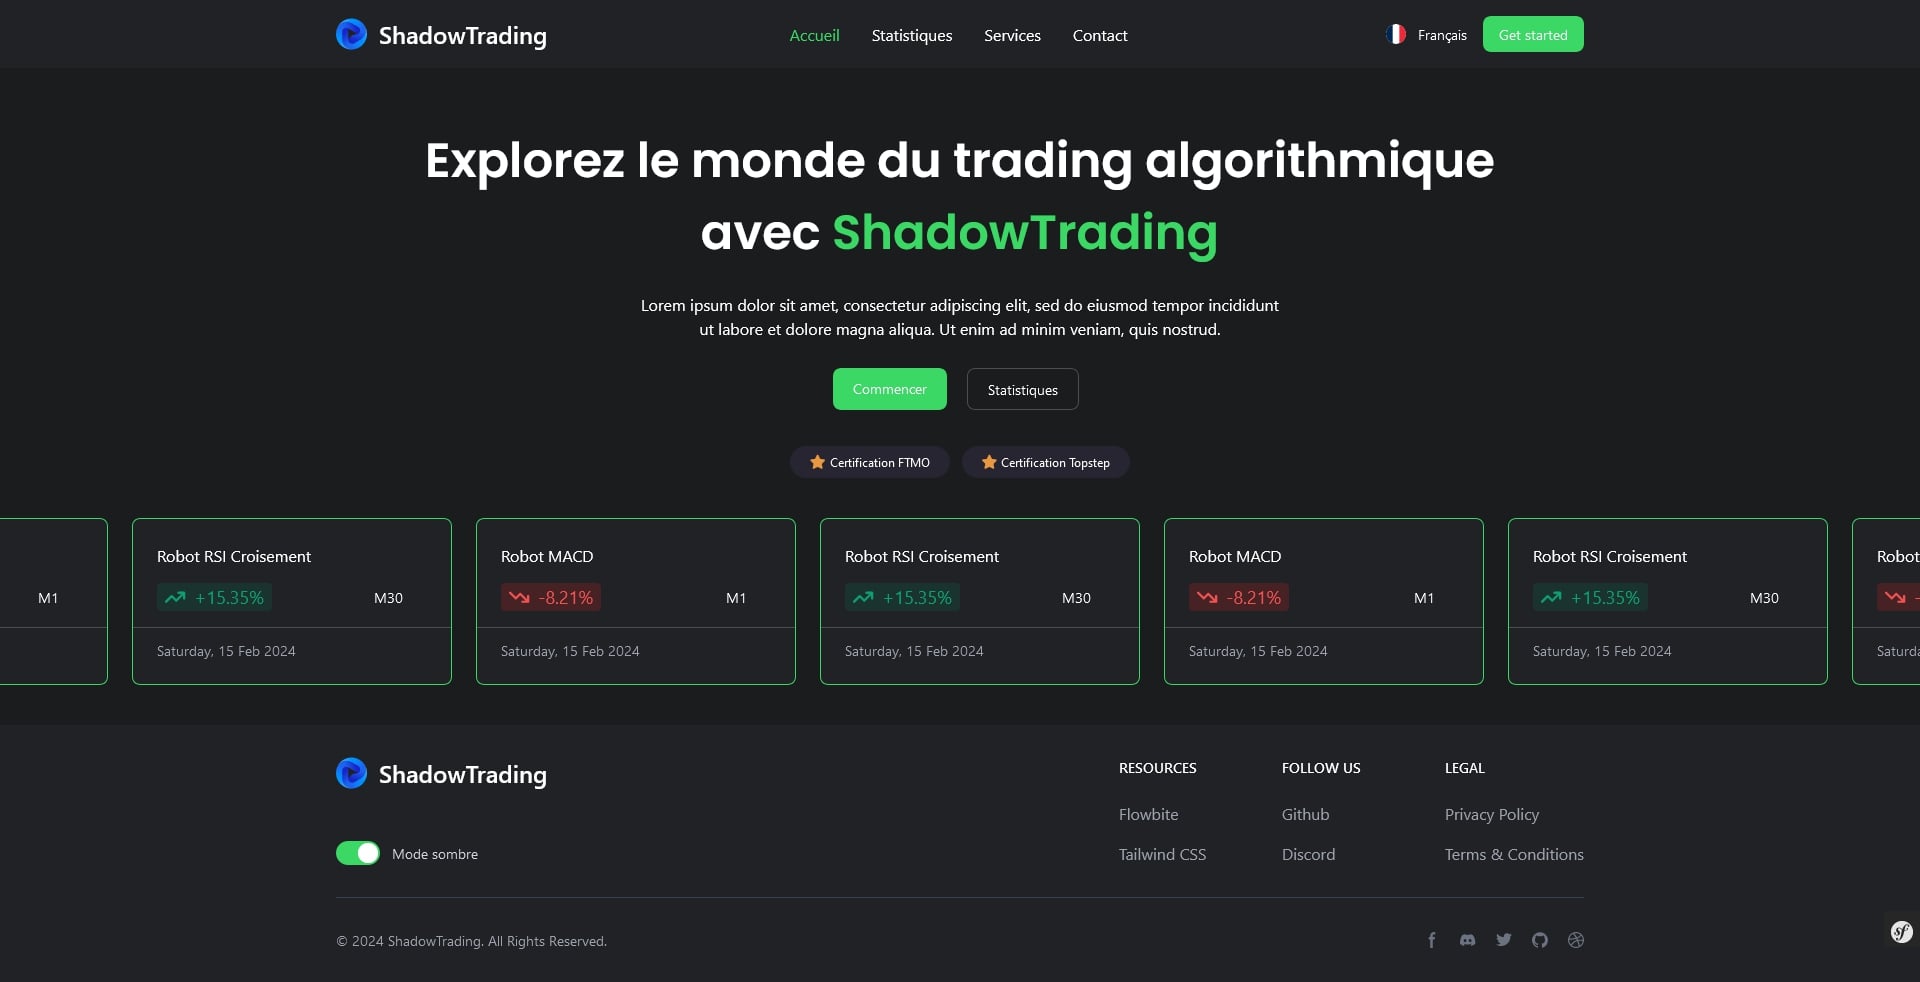 ShadowTrading
Accueil Statistiques Services Contact
Français Get started
Explorez le monde du trading algorithmique
avec ShadowTrading
Lorem ipsum dolor sit amet, consectetur adipiscing elit, sed do eiusmod tempor incididunt
ut labore et dolore magna aliqua. Ut enim ad minim veniam, quis nostrud.
Commencer Statistiques
Certification FTMO Certification Topstep
M1
Robot RSI Croisement
+15.35% M30
Saturday, 15 Feb 2024
Robot MACD
-8.21% M1
Saturday, 15 Feb 2024
Robot RSI Croisement
+15.35% M30
Saturday, 15 Feb 2024
Robot MACD
-8.21% M1
Saturday, 15 Feb 2024
Robot RSI Croisement
+15.35% M30
Saturday, 15 Feb 2024
Robot
ShadowTrading
Mode sombre
RESOURCES
Flowbite
Tailwind CSS
FOLLOW US
Github
Discord
LEGAL
Privacy Policy
Terms & Conditions
© 2024 ShadowTrading. All Rights Reserved.